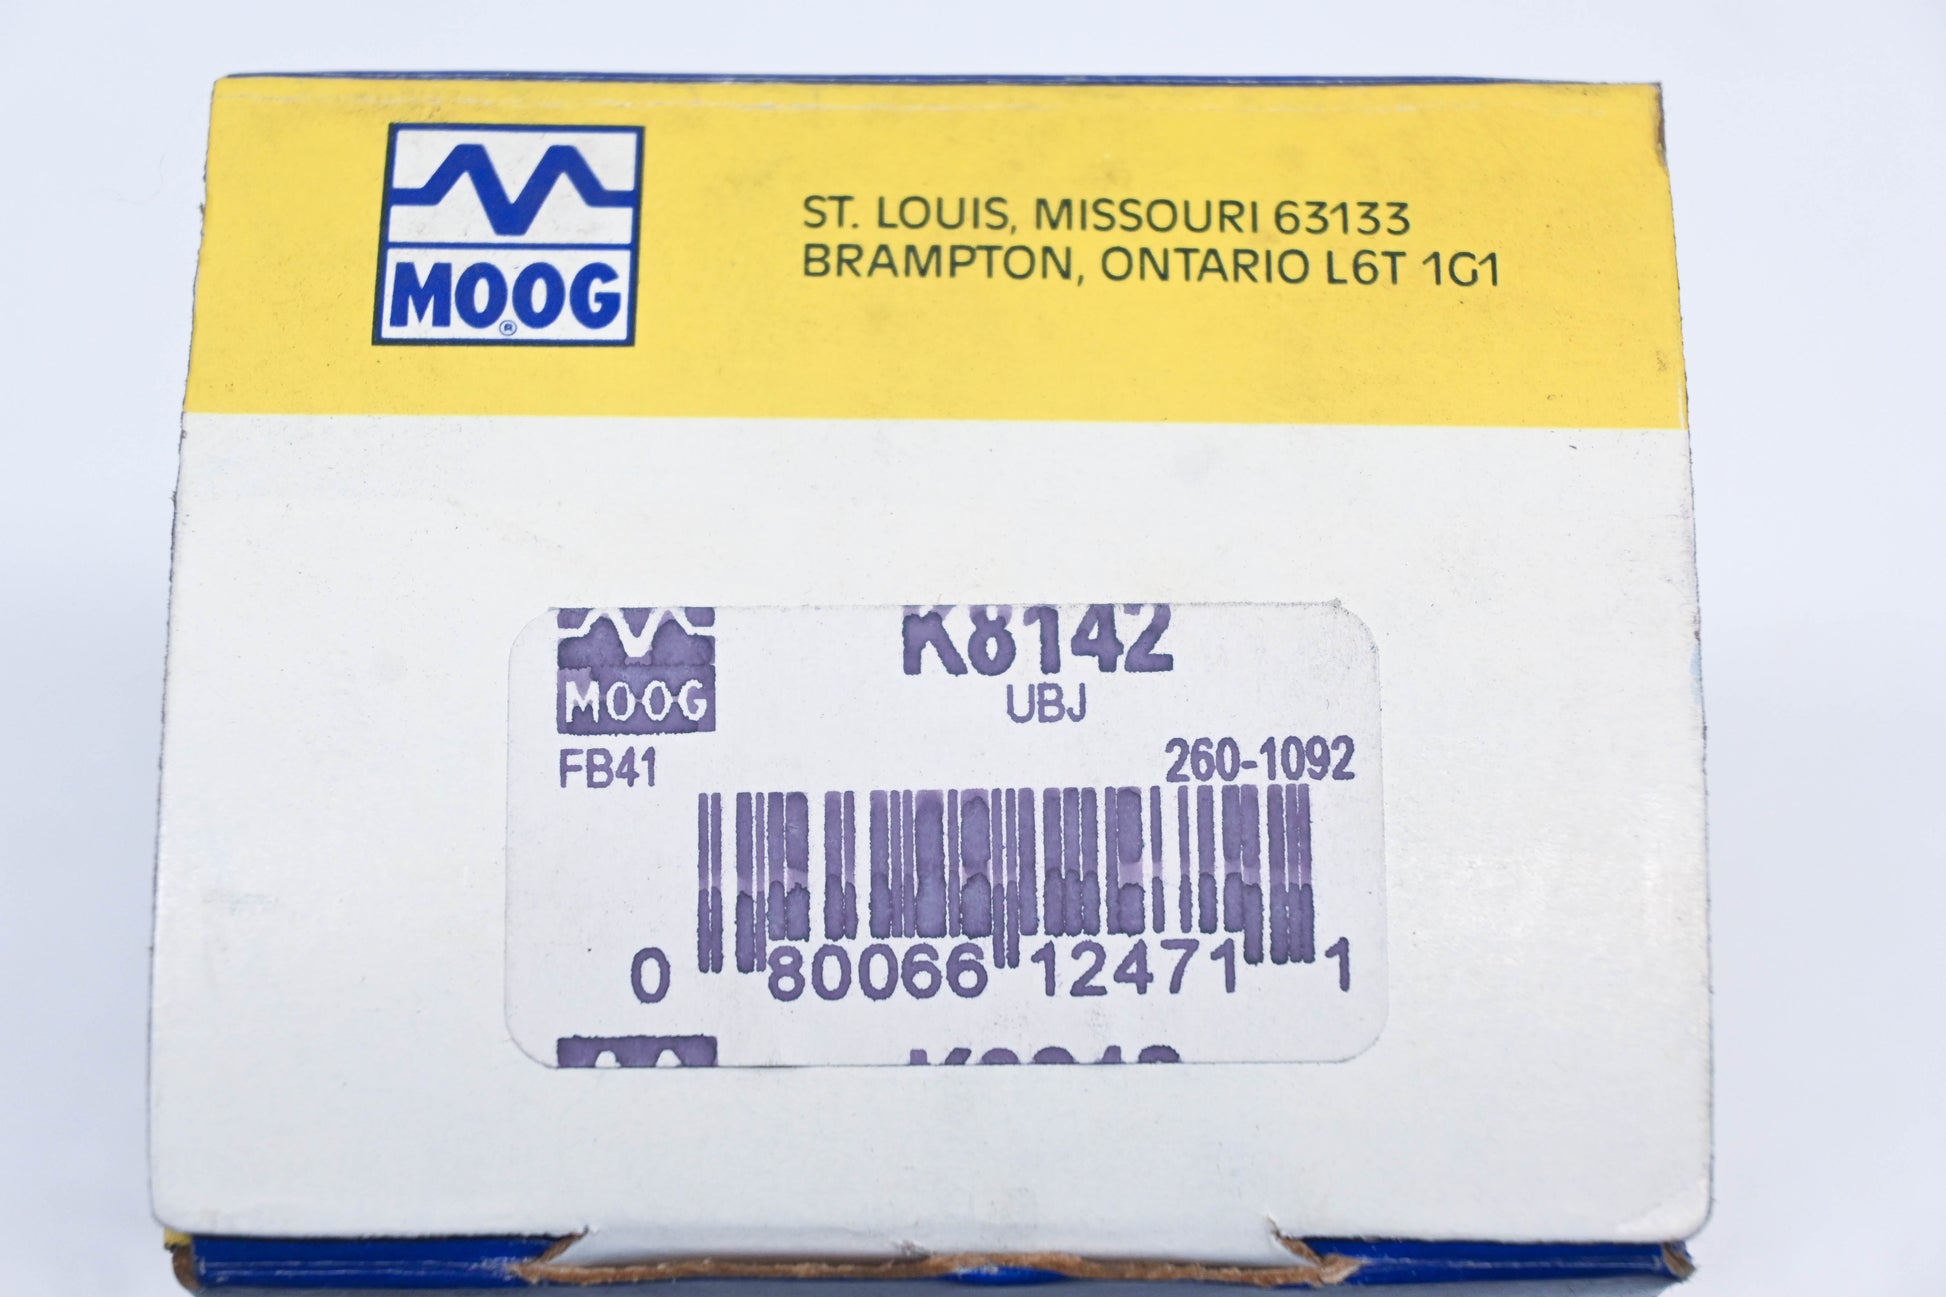 MOOG®
ST. LOUIS, MISSOURI 63133
BRAMPTON, ONTARIO L6T 1G1
K8142
MOOG
UBJ
FB41
260-1092
0 80066 12471 1